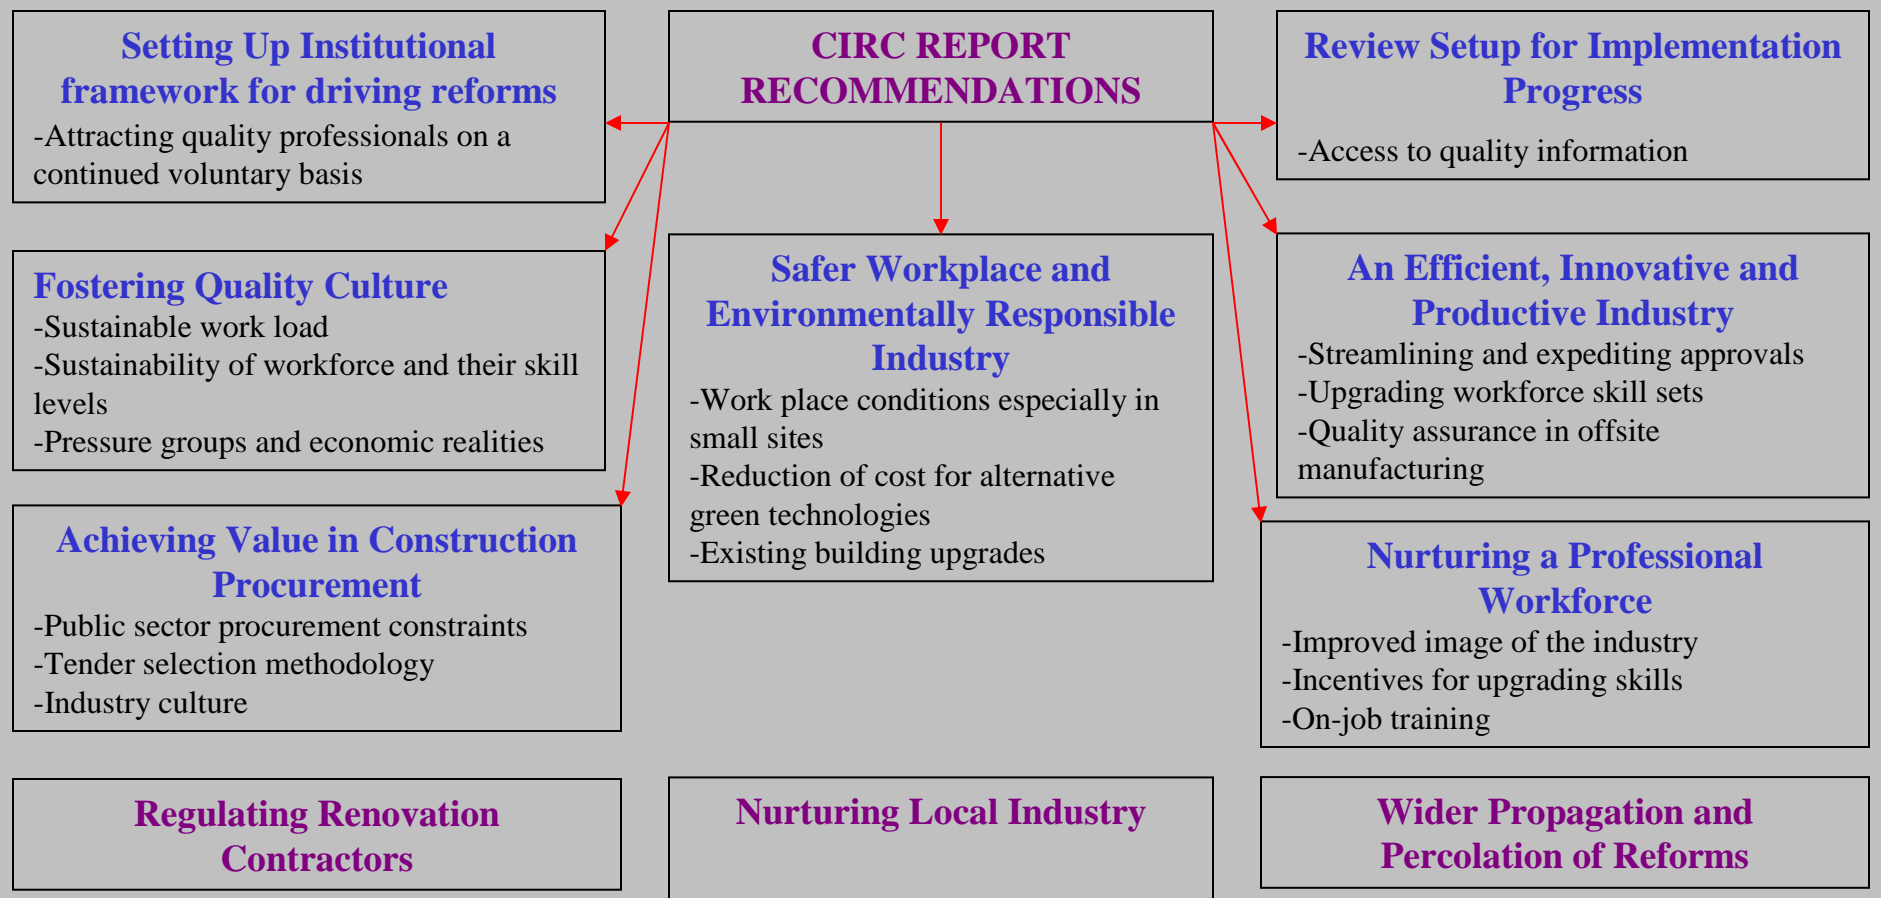 Setting Up Institutional
framework for driving reforms
-Attracting quality professionals on a
continued voluntary basis
CIRC REPORT
RECOMMENDATIONS
Review Setup for Implementation
Progress
-Access to quality information
Fostering Quality Culture
-Sustainable work load
-Sustainability of workforce and their skill
levels
-Pressure groups and economic realities
Safer Workplace and
Environmentally Responsible
Industry
-Work place conditions especially in
small sites
-Reduction of cost for alternative
green technologies
-Existing building upgrades
An Efficient, Innovative and
Productive Industry
-Streamlining and expediting approvals
-Upgrading workforce skill sets
-Quality assurance in offsite
manufacturing
Achieving Value in Construction
Procurement
-Public sector procurement constraints
-Tender selection methodology
-Industry culture
Nurturing a Professional
Workforce
-Improved image of the industry
-Incentives for upgrading skills
-On-job training
Regulating Renovation
Contractors
Nurturing Local Industry
Wider Propagation and
Percolation of Reforms